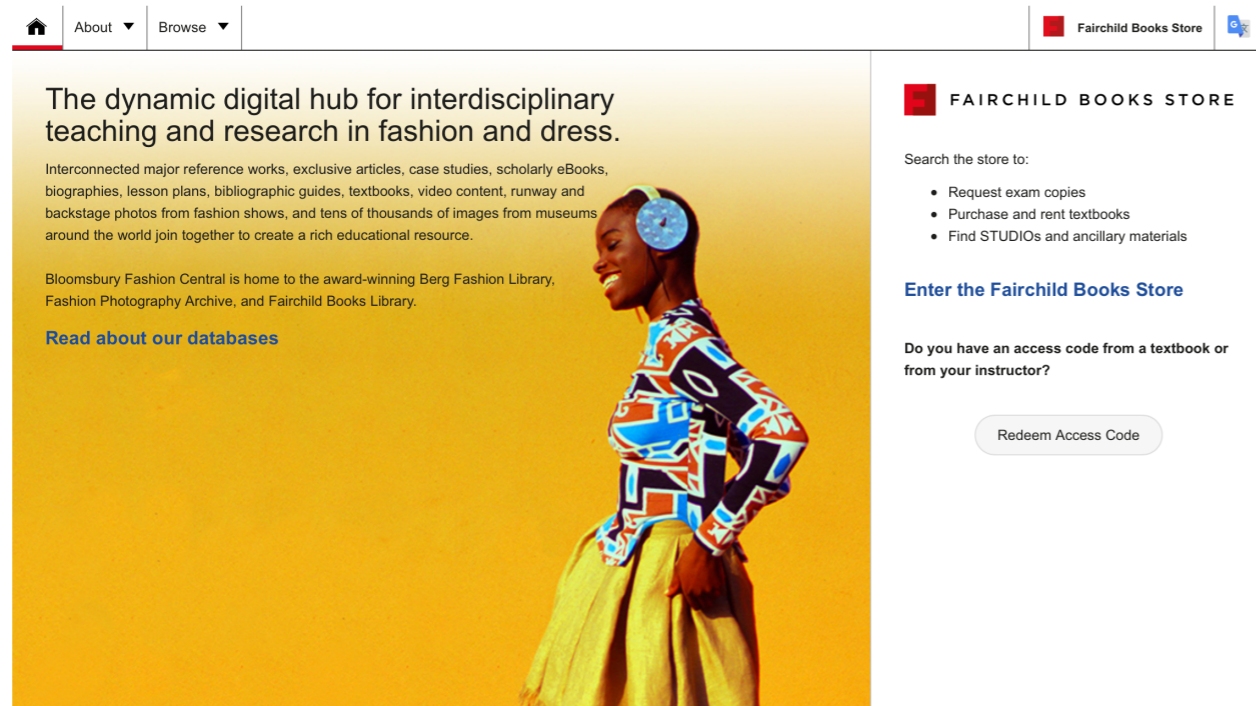 About
Browse
Fairchild Books Store
The dynamic digital hub for interdisciplinary
teaching and research in fashion and dress.
Interconnected major reference works, exclusive articles, case studies, scholarly eBooks,
biographies, lesson plans, bibliographic guides, textbooks, video content, runway and
backstage photos from fashion shows, and tens of thousands of images from museums
around the world join together to create a rich educational resource.
Bloomsbury Fashion Central is home to the award-winning Berg Fashion Library,
Fashion Photography Archive, and Fairchild Books Library.
Read about our databases
FAIRCHILD BOOKS STORE
Search the store to:
• Request exam copies
• Purchase and rent textbooks
• Find STUDIOs and ancillary materials
Enter the Fairchild Books Store
Do you have an access code from a textbook or
from your instructor?
Redeem Access Code